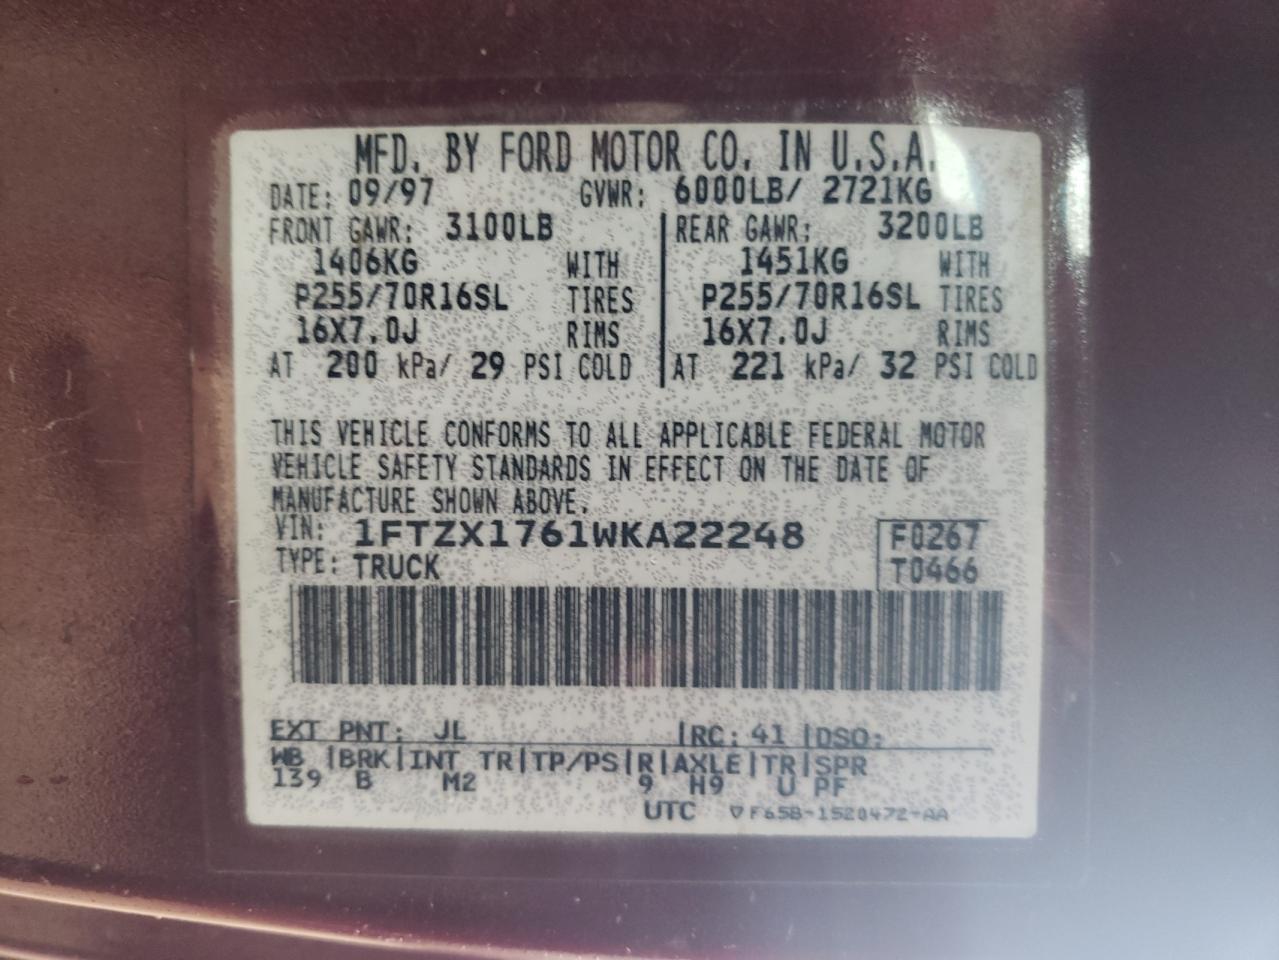 MFD. BY FORD MOTOR CO. IN U.S.A.
DATE: 09/97 GVWR: 6000LB/ 2721KG
FRONT GAWR: 3100LB REAR GAWR: 3200LB
1406KG WITH 1451KG WITH
P255/70R16SL TIRES P255/70R16SL TIRES
16X7.0J RIMS 16X7.0J RIMS
AT 200 kPa/ 29 PSI COLD AT 221 kPa/ 32 PSI COLD
THIS VEHICLE CONFORMS TO ALL APPLICABLE FEDERAL MOTOR
VEHICLE SAFETY STANDARDS IN EFFECT ON THE DATE OF
MANUFACTURE SHOWN ABOVE.
VIN: 1FTZX1761WKA22248 F0267
TYPE: TRUCK T0466
EXT PNT: JL |RC: 41 |DSO:
WB |BRK|INT TR|TP/PS|R|AXLE|TR|SPR
139 B M2 9 H9 U PF
UTC ▽F65B-1520472-AA